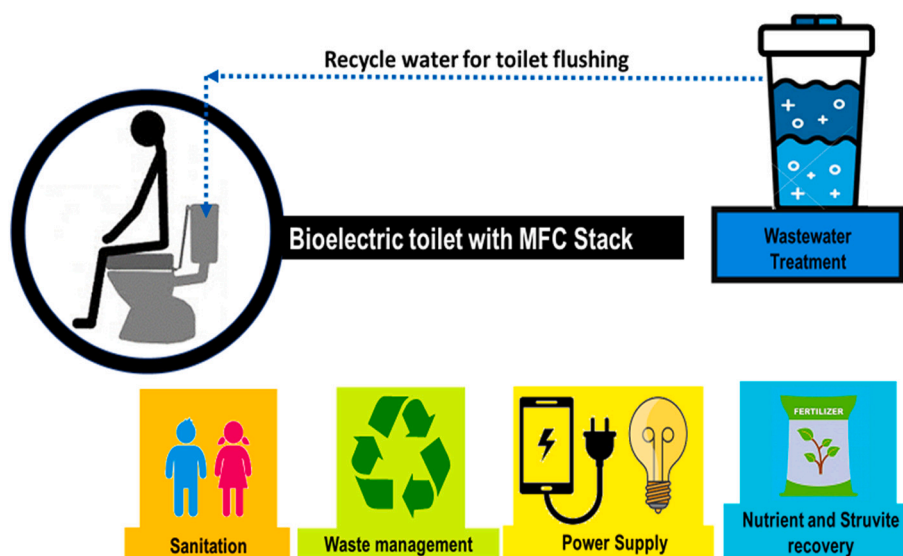 Recycle water for toilet flushing
Bioelectric toilet with MFC Stack
Wastewater
Treatment
Sanitation
Waste management
Power Supply
FERTILIZER
Nutrient and Struvite
recovery